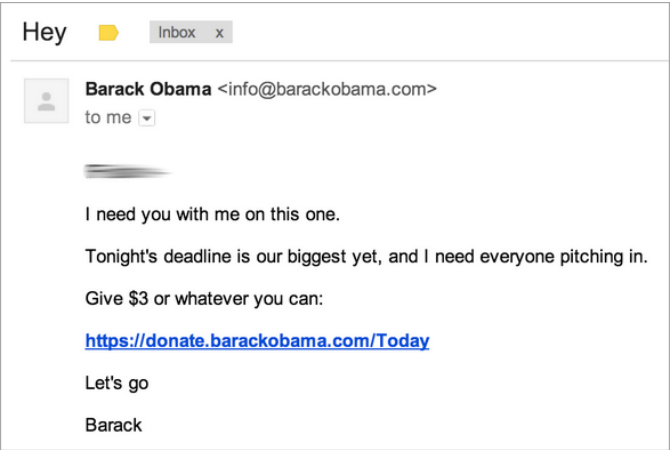 Hey Inbox x
Barack Obama <info@barackobama.com>
to me
I need you with me on this one.
Tonight's deadline is our biggest yet, and I need everyone pitching in.
Give $3 or whatever you can:
https://donate.barackobama.com/Today
Let's go
Barack